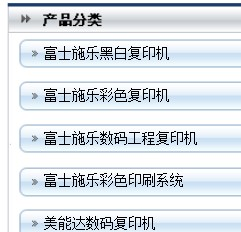 产品分类
富士施乐黑白复印机
富士施乐彩色复印机
富士施乐数码工程复印机
富士施乐彩色印刷系统
美能达数码复印机